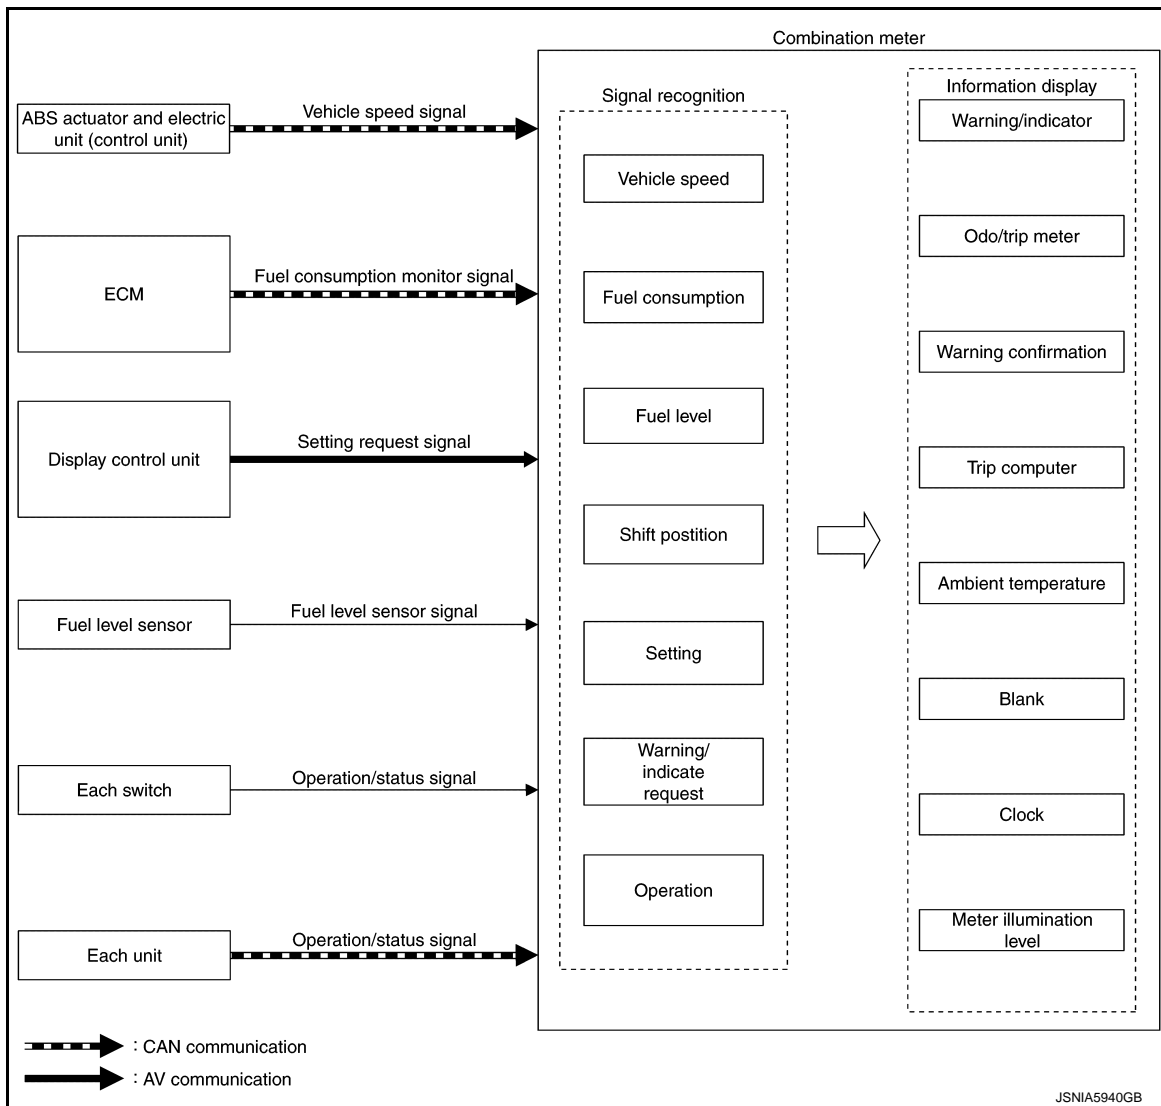 Combination meter
ABS actuator and electric
unit (control unit)
Vehicle speed signal
ECM
Fuel consumption monitor signal
Display control unit
Setting request signal
Fuel level sensor
Fuel level sensor signal
Each switch
Operation/status signal
Each unit
Operation/status signal
Signal recognition
Vehicle speed
Fuel consumption
Fuel level
Shift postition
Setting
Warning/
indicate
request
Operation
Information display
Warning/indicator
Odo/trip meter
Warning confirmation
Trip computer
Ambient temperature
Blank
Clock
Meter illumination
level
: CAN communication
: AV communication
JSNIA5940GB